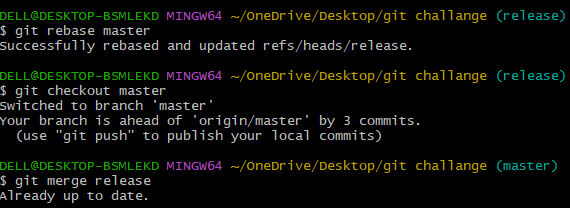 DELL@DESKTOP-BSMLEKD MINGW64 ~/OneDrive/Desktop/git challange (release)
$ git rebase master
Successfully rebased and updated refs/heads/release.
DELL@DESKTOP-BSMLEKD MINGW64 ~/OneDrive/Desktop/git challange (release)
$ git checkout master
Switched to branch 'master'
Your branch is ahead of 'origin/master' by 3 commits.
  (use "git push" to publish your local commits)
DELL@DESKTOP-BSMLEKD MINGW64 ~/OneDrive/Desktop/git challange (master)
$ git merge release
Already up to date.